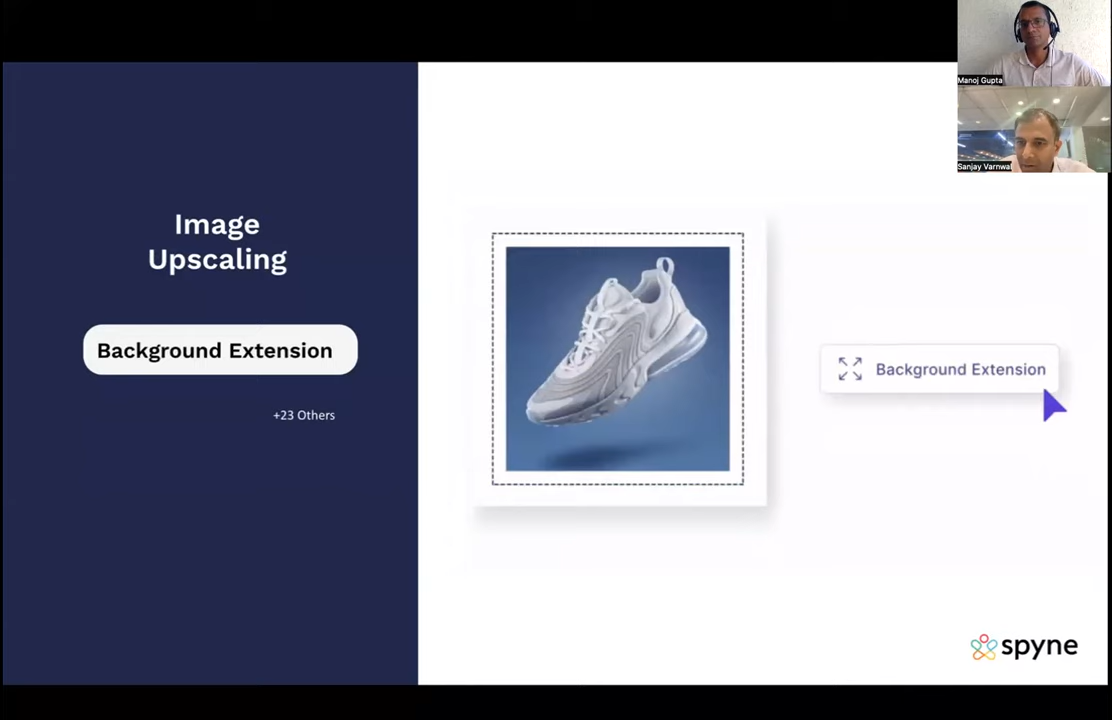 Manoj Gupta
Sanjay Varnwal
Image
Upscaling
Background Extension
+23 Others
Background Extension
spyne